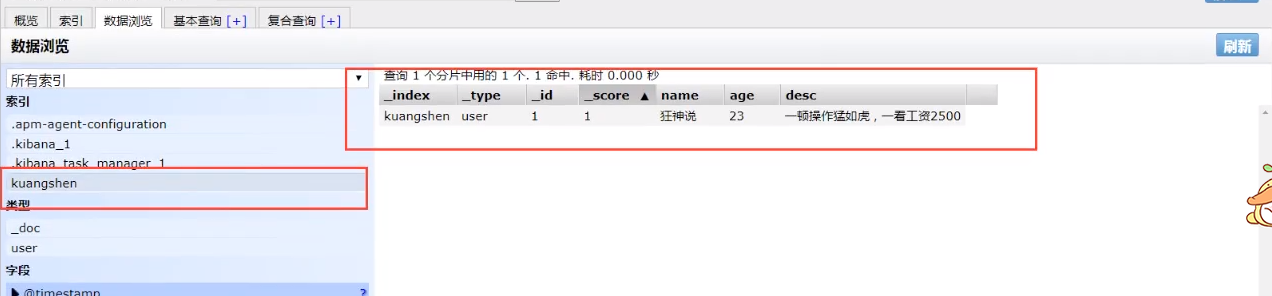 概览 索引 数据浏览 基本查询 [+] 复合查询 [+]
数据浏览 刷新
所有索引 ▼
索引
.apm-agent-configuration
.kibana_1
.kibana_task_manager_1
kuangshen
类型
_doc
user
字段
▶ @timestamp ?
查询 1 个分片中用的 1 个. 1 命中. 耗时 0.000 秒
_index _type _id _score ▲ name age desc
kuangshen user 1 1 狂神说 23 一顿操作猛如虎，一看工资2500